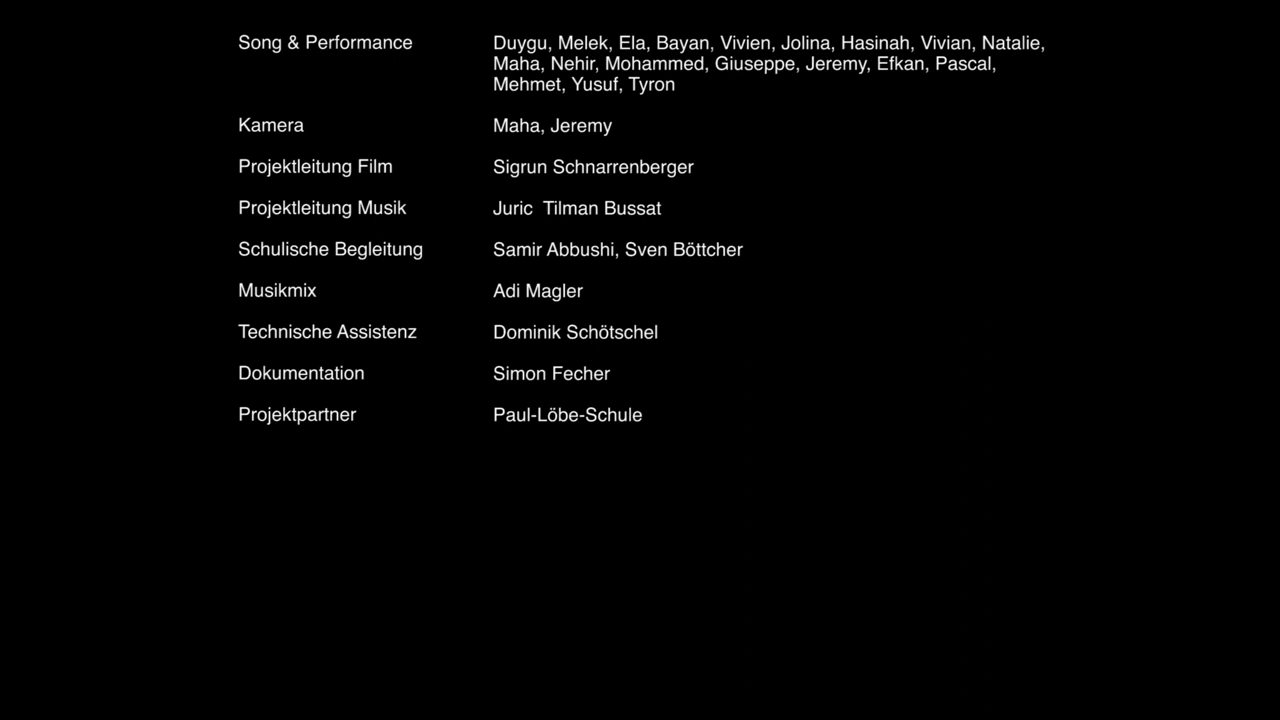 Song & Performance Duygu, Melek, Ela, Bayan, Vivien, Jolina, Hasinah, Vivian, Natalie,
Maha, Nehir, Mohammed, Giuseppe, Jeremy, Efkan, Pascal,
Mehmet, Yusuf, Tyron
Kamera Maha, Jeremy
Projektleitung Film Sigrun Schnarrenberger
Projektleitung Musik Juric  Tilman Bussat
Schulische Begleitung Samir Abbushi, Sven Böttcher
Musikmix Adi Magler
Technische Assistenz Dominik Schötschel
Dokumentation Simon Fecher
Projektpartner Paul-Löbe-Schule